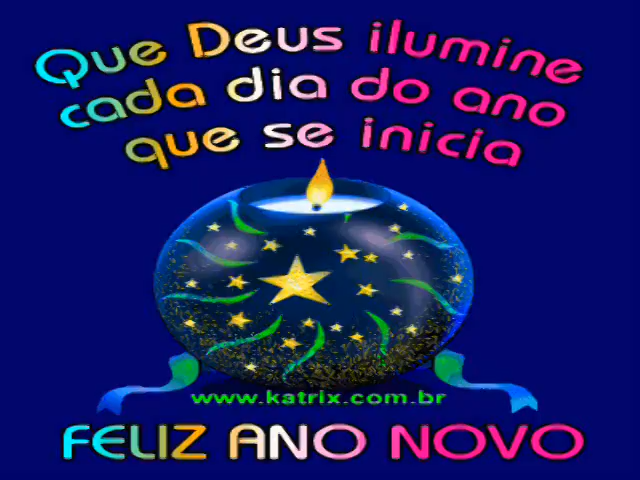 Que Deus ilumine
cada dia do ano
que se inicia
www.katrix.com.br
FELIZ ANO NOVO